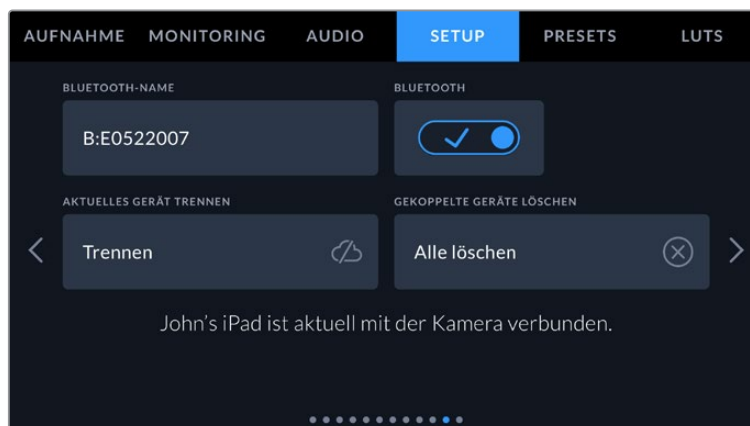 AUFNAHME MONITORING AUDIO SETUP PRESETS LUTS
BLUETOOTH-NAME BLUETOOTH
B:E0522007
AKTUELLES GERÄT TRENNEN GEKOPPELTE GERÄTE LÖSCHEN
Trennen Alle löschen
John's iPad ist aktuell mit der Kamera verbunden.